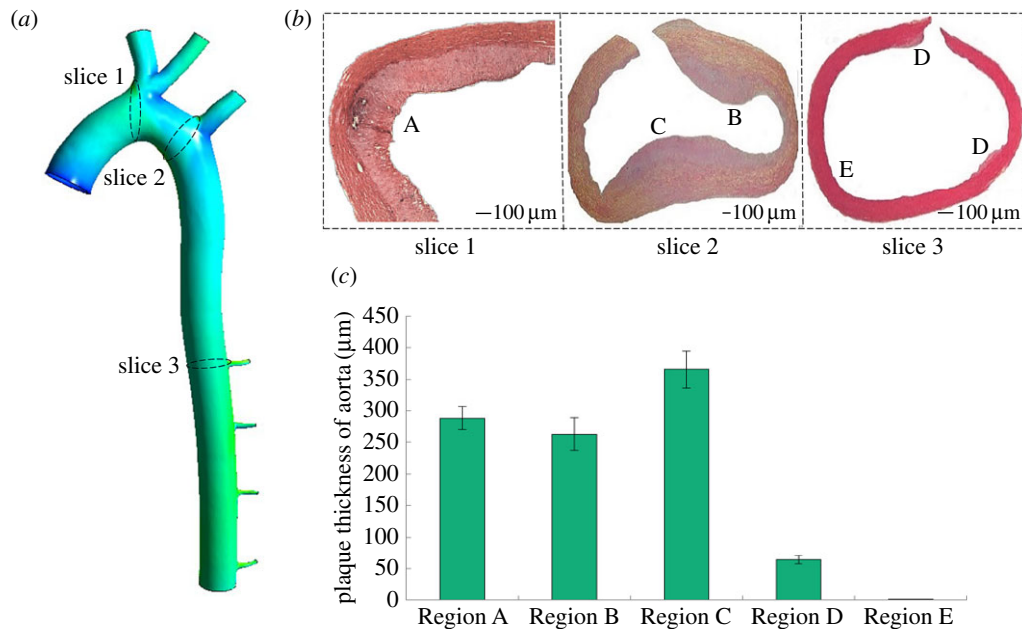 (a)
slice 1
slice 2
slice 3
(b)
A
—100 µm
slice 1
C
B
–100 µm
slice 2
D
D
E
—100 µm
slice 3
(c)
plaque thickness of aorta (µm)
450
400
350
300
250
200
150
100
50
0
Region A Region B Region C Region D Region E